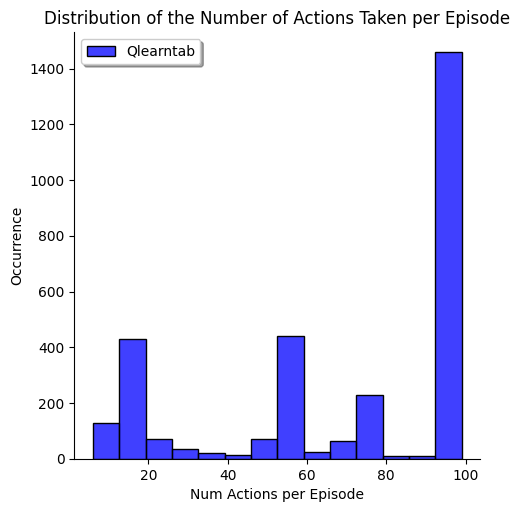 Distribution of the Number of Actions Taken per Episode
Qlearntab
1400
1200
1000
800
600
400
200
0
Occurrence
20 40 60 80 100
Num Actions per Episode